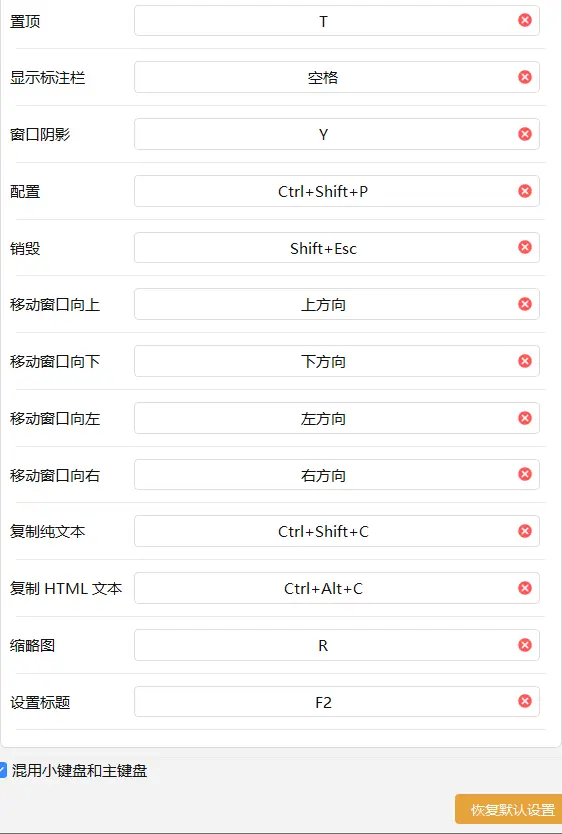 置顶 T
显示标注栏 空格
窗口阴影 Y
配置 Ctrl+Shift+P
销毁 Shift+Esc
移动窗口向上 上方向
移动窗口向下 下方向
移动窗口向左 左方向
移动窗口向右 右方向
复制纯文本 Ctrl+Shift+C
复制 HTML 文本 Ctrl+Alt+C
缩略图 R
设置标题 F2
混用小键盘和主键盘
恢复默认设置